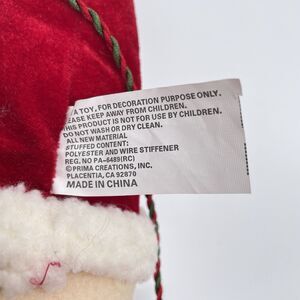 A TOY. FOR DECORATION PURPOSE ONLY.
PLEASE KEEP AWAY FROM CHILDREN.
THIS PRODUCT IS NOT FOR USE BY CHILDREN.
DO NOT WASH OR DRY CLEAN.
ALL NEW MATERIAL
STUFFED CONTENT:
POLYESTER AND WIRE STIFFENER
REG. NO PA-6489(RC)
© PRIMA CREATIONS, INC.
PLACENTIA, CA 92870
MADE IN CHINA